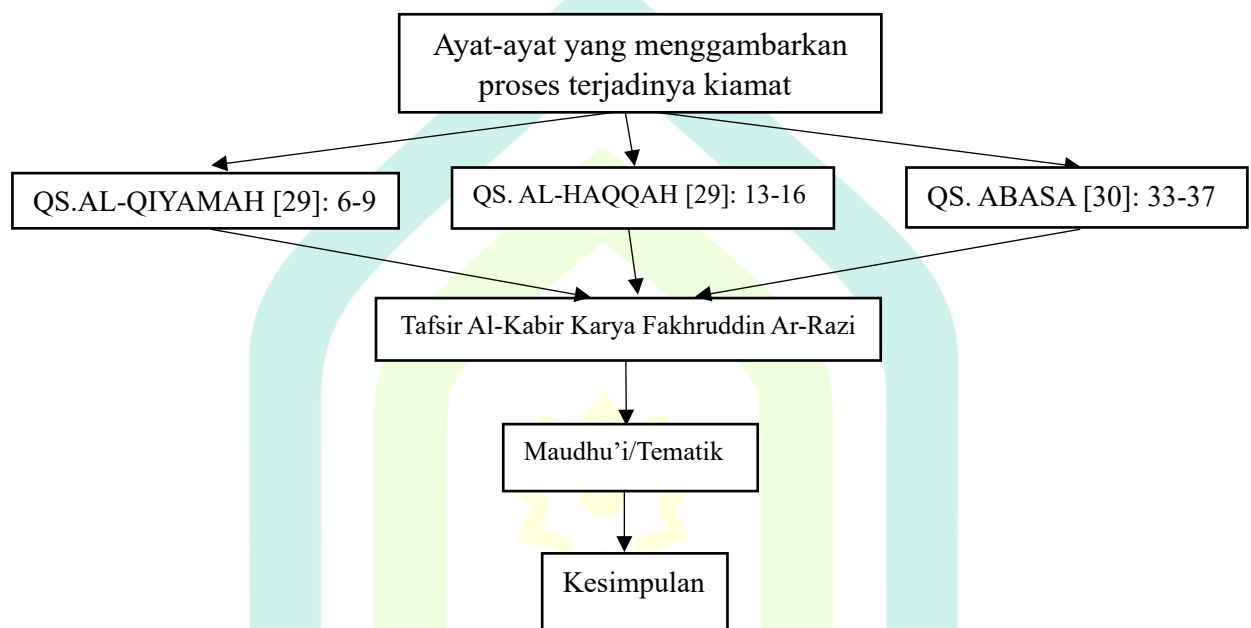 Ayat-ayat yang menggambarkan
proses terjadinya kiamat
QS.AL-QIYAMAH [29]: 6-9
QS. AL-HAQQAH [29]: 13-16
QS. ABASA [30]: 33-37
Tafsir Al-Kabir Karya Fakhruddin Ar-Razi
Maudhu’i/Tematik
Kesimpulan